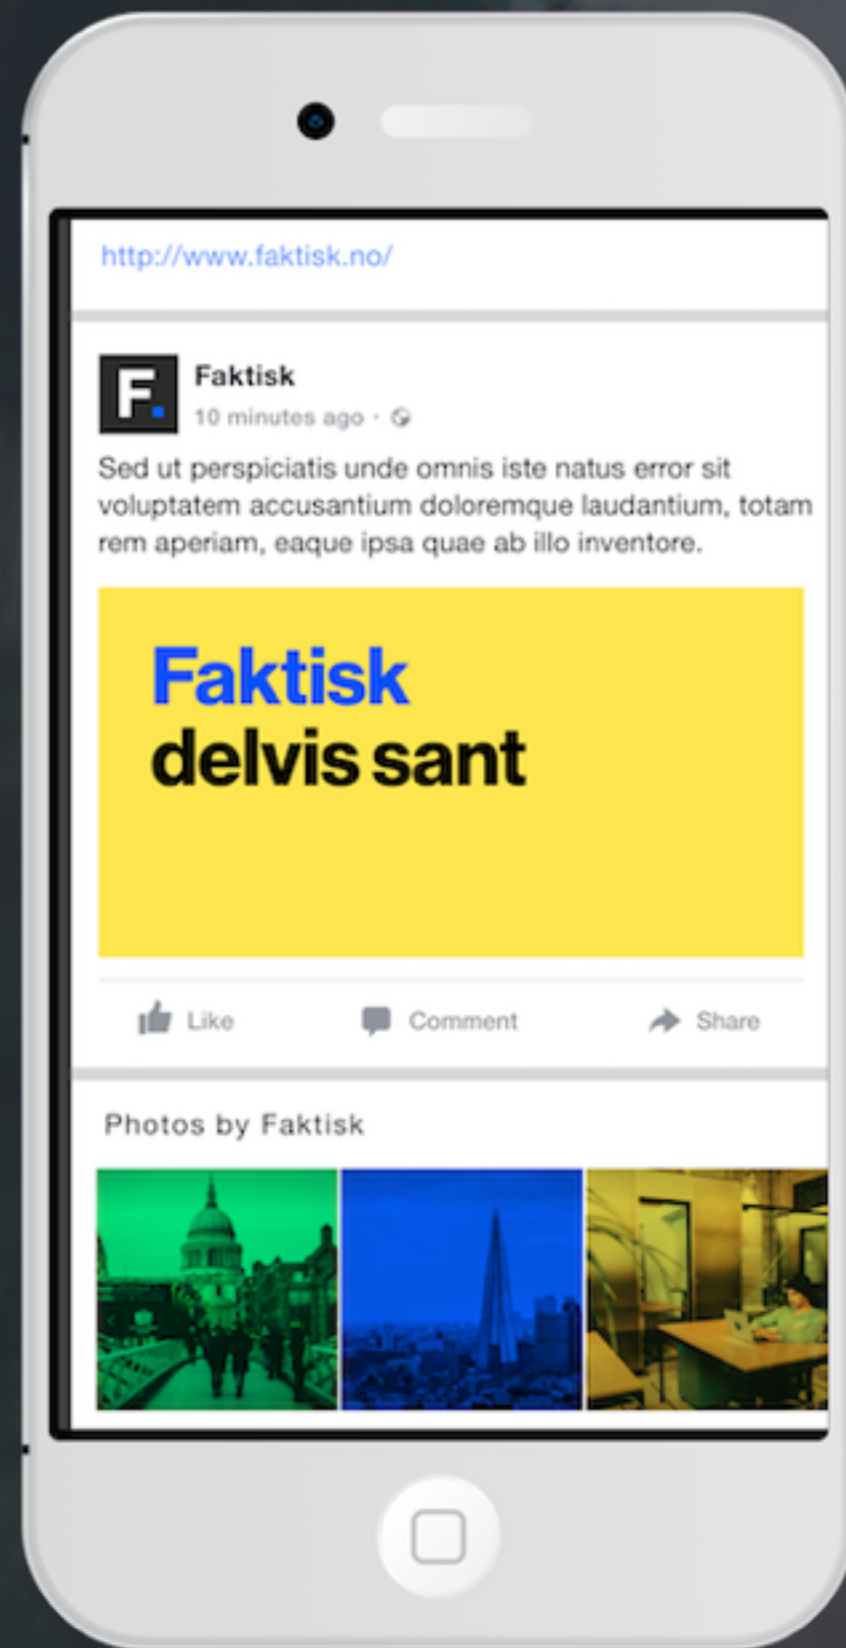 http://www.faktisk.no/
F.
Faktisk
10 minutes ago ·
Sed ut perspiciatis unde omnis iste natus error sit
voluptatem accusantium doloremque laudantium, totam
rem aperiam, eaque ipsa quae ab illo inventore.
Faktisk
delvis sant
Like Comment Share
Photos by Faktisk